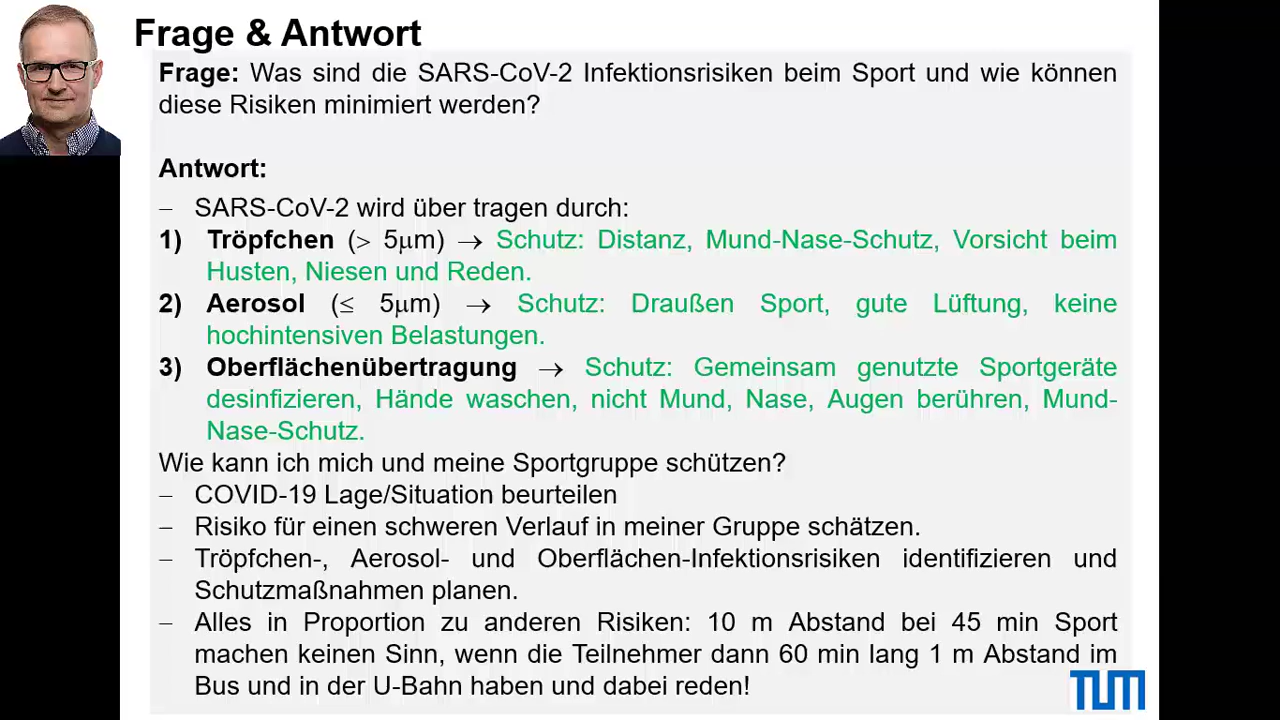 Frage & Antwort
Frage: Was sind die SARS-CoV-2 Infektionsrisiken beim Sport und wie können
diese Risiken minimiert werden?
Antwort:
– SARS-CoV-2 wird über tragen durch:
1) Tröpfchen (> 5μm) → Schutz: Distanz, Mund-Nase-Schutz, Vorsicht beim
Husten, Niesen und Reden.
2) Aerosol (≤ 5μm) → Schutz: Draußen Sport, gute Lüftung, keine
hochintensiven Belastungen.
3) Oberflächenübertragung → Schutz: Gemeinsam genutzte Sportgeräte
desinfizieren, Hände waschen, nicht Mund, Nase, Augen berühren, Mund-
Nase-Schutz.
Wie kann ich mich und meine Sportgruppe schützen?
– COVID-19 Lage/Situation beurteilen
– Risiko für einen schweren Verlauf in meiner Gruppe schätzen.
– Tröpfchen-, Aerosol- und Oberflächen-Infektionsrisiken identifizieren und
Schutzmaßnahmen planen.
– Alles in Proportion zu anderen Risiken: 10 m Abstand bei 45 min Sport
machen keinen Sinn, wenn die Teilnehmer dann 60 min lang 1 m Abstand im
Bus und in der U-Bahn haben und dabei reden!
TUM